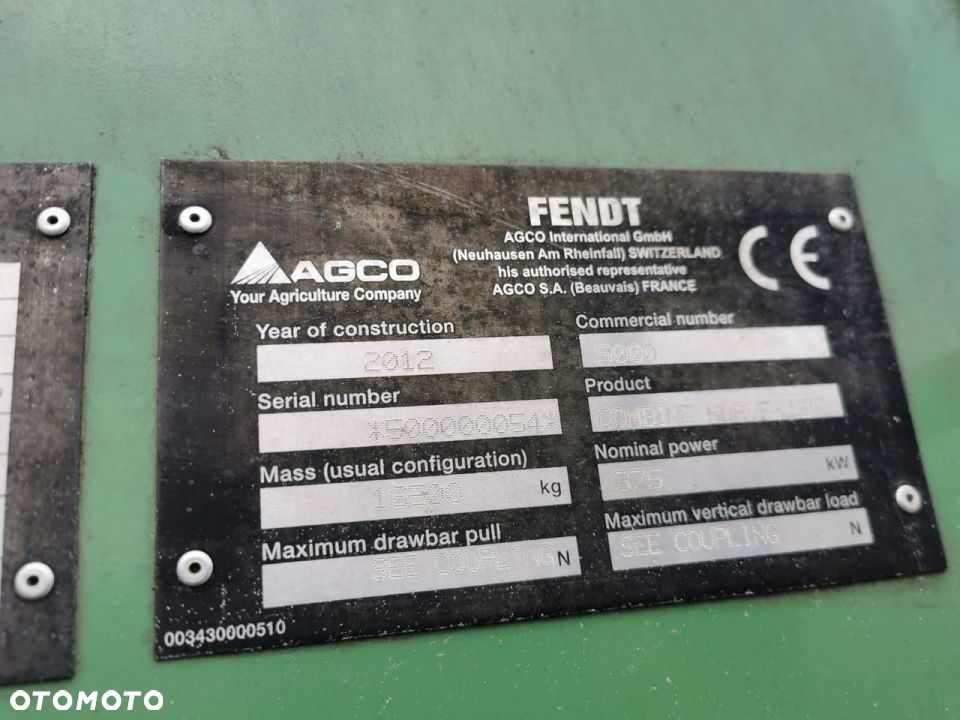 FENDT
AGCO International GmbH
(Neuhausen Am Rheinfall) SWITZERLAND
his authorised representative
AGCO S.A. (Beauvais) FRANCE
CE
AGCO
Your Agriculture Company
Year of construction
2012
Commercial number
5000
Serial number
*500000054*
Product
COMBINE HARVESTER
Mass (usual configuration)
kg
Nominal power
375 kW
Maximum drawbar pull
SEE COUPLING N
Maximum vertical drawbar load
SEE COUPLING N
003430000510
OTOMOTO